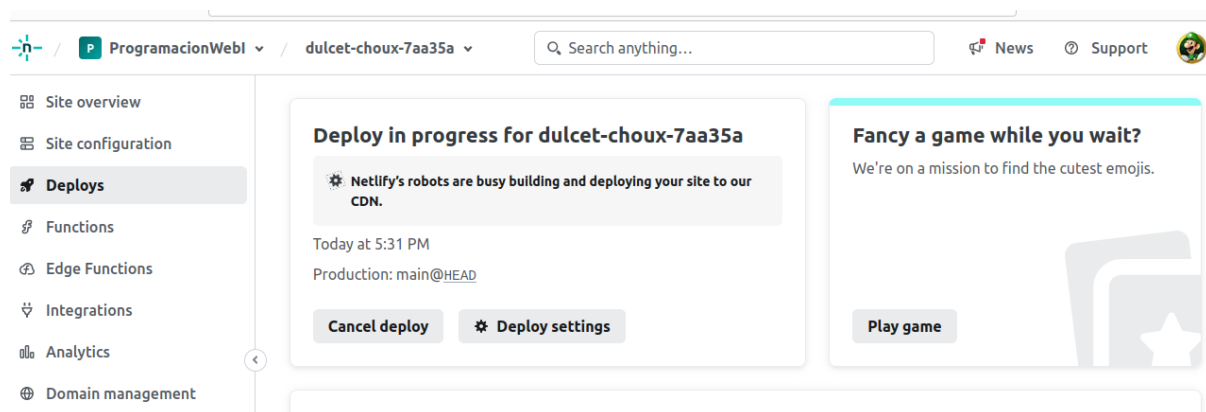 n / P ProgramacionWebI / dulcet-choux-7aa35a Search anything... News Support
Site overview
Site configuration
Deploys
Functions
Edge Functions
Integrations
Analytics
Domain management
Deploy in progress for dulcet-choux-7aa35a
Netlify's robots are busy building and deploying your site to our
CDN.
Today at 5:31 PM
Production: main@HEAD
Cancel deploy Deploy settings
Fancy a game while you wait?
We're on a mission to find the cutest emojis.
Play game